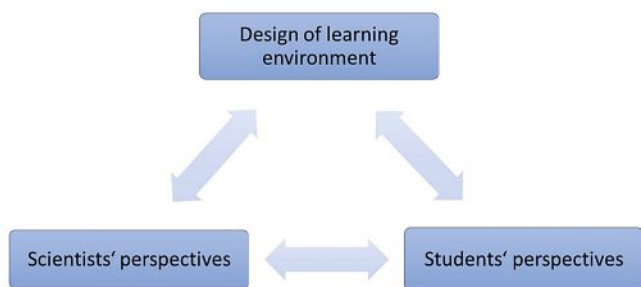 Design of learning
environment
Scientists‘ perspectives
Students‘ perspectives